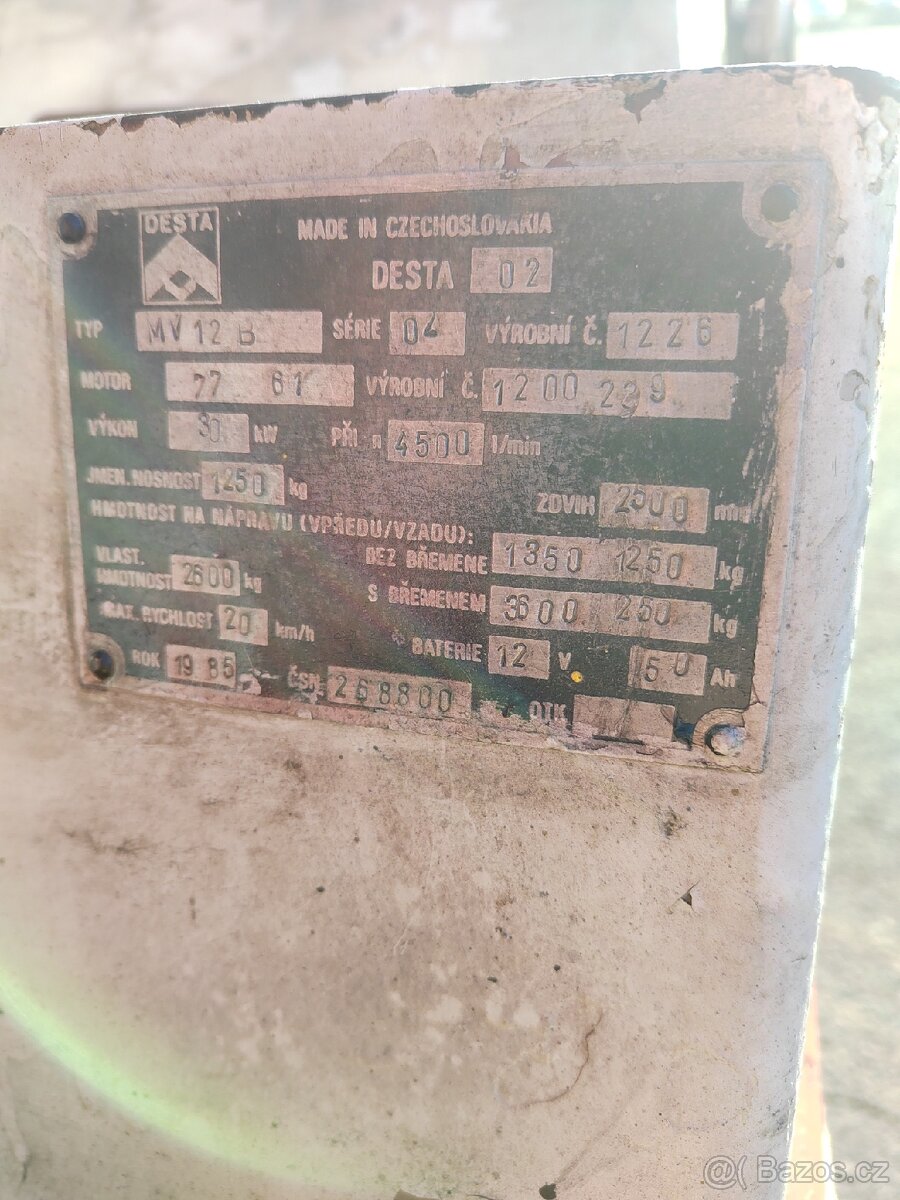 DESTA
MADE IN CZECHOSLOVAKIA
DESTA 02
TYP MV 12 B SÉRIE 04 VÝROBNÍ Č. 1226
MOTOR 77 61 VÝROBNÍ Č. 1200 239
VÝKON 30 kW PŘI n 4500 1/min
JMEN. NOSNOST 1250 kg ZDVIH 2500 mm
HMOTNOST NA NÁPRAVU (VPŘEDU/VZADU):
BEZ BŘEMENE 1350 1250 kg
VLAST. HMOTNOST 2600 kg
S BŘEMENEM 3600 250 kg
RYCHLOST 20 km/h
BATERIE 12 V 50 Ah
ROK 1985 ČSN 268800 OTK
@( Bazos.cz